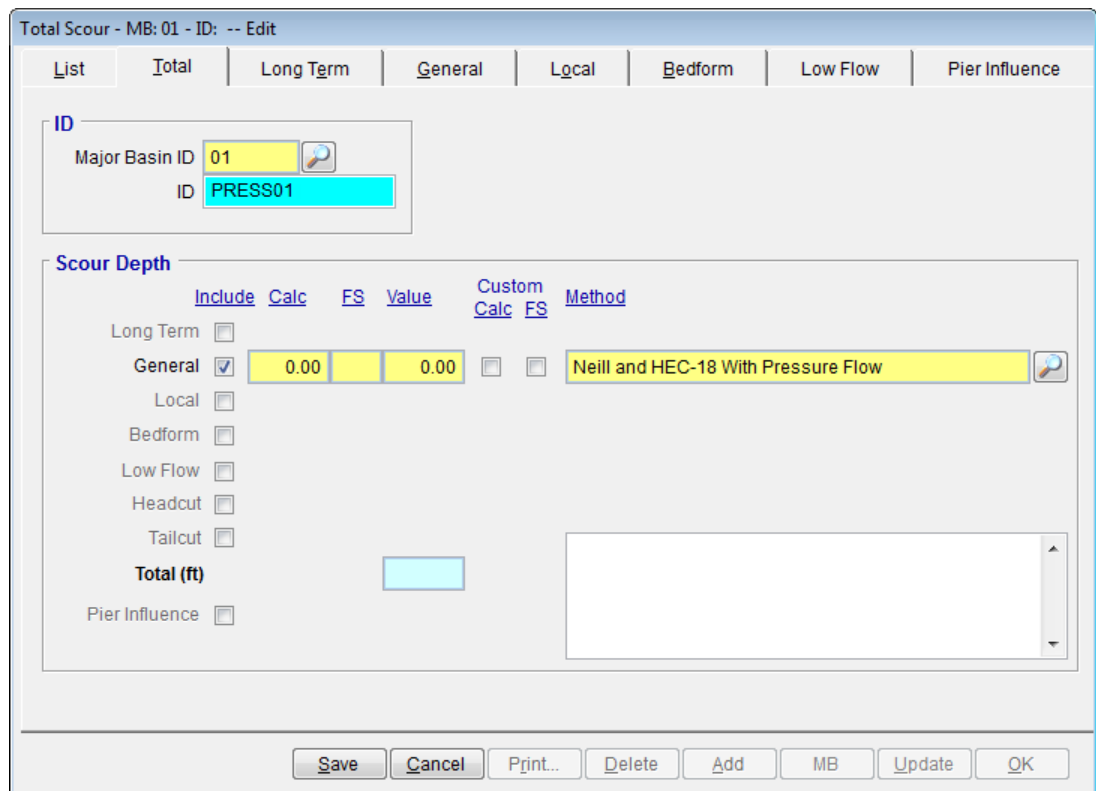 Total Scour - MB: 01 - ID: -- Edit
List Total Long Term General Local Bedform Low Flow Pier Influence
ID
Major Basin ID 01
ID PRESS01
Scour Depth
Custom
Include Calc FS Value Calc FS Method
Long Term
General 0.00 0.00 Neill and HEC-18 With Pressure Flow
Local
Bedform
Low Flow
Headcut
Tailcut
Total (ft)
Pier Influence
Save Cancel Print... Delete Add MB Update OK